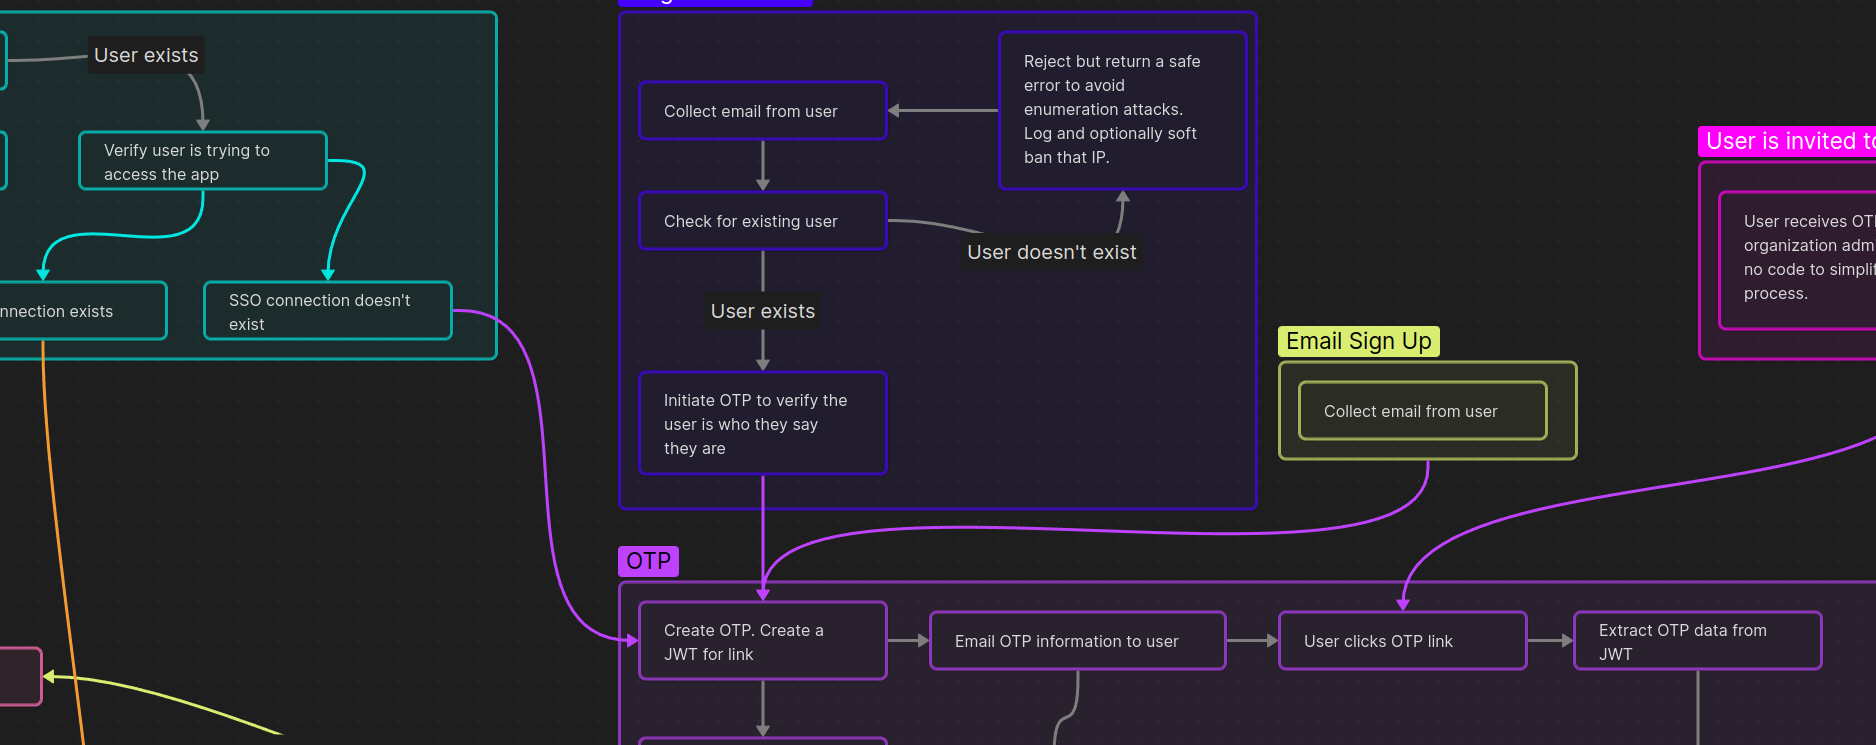 User exists
Verify user is trying to
access the app
nnection exists
SSO connection doesn't
exist
Collect email from user
Reject but return a safe
error to avoid
enumeration attacks.
Log and optionally soft
ban that IP.
Check for existing user
User doesn't exist
User exists
Initiate OTP to verify the
user is who they say
they are
Email Sign Up
Collect email from user
User is invited to
User receives OT
organization adm
no code to simplif
process.
OTP
Create OTP. Create a
JWT for link
Email OTP information to user
User clicks OTP link
Extract OTP data from
JWT